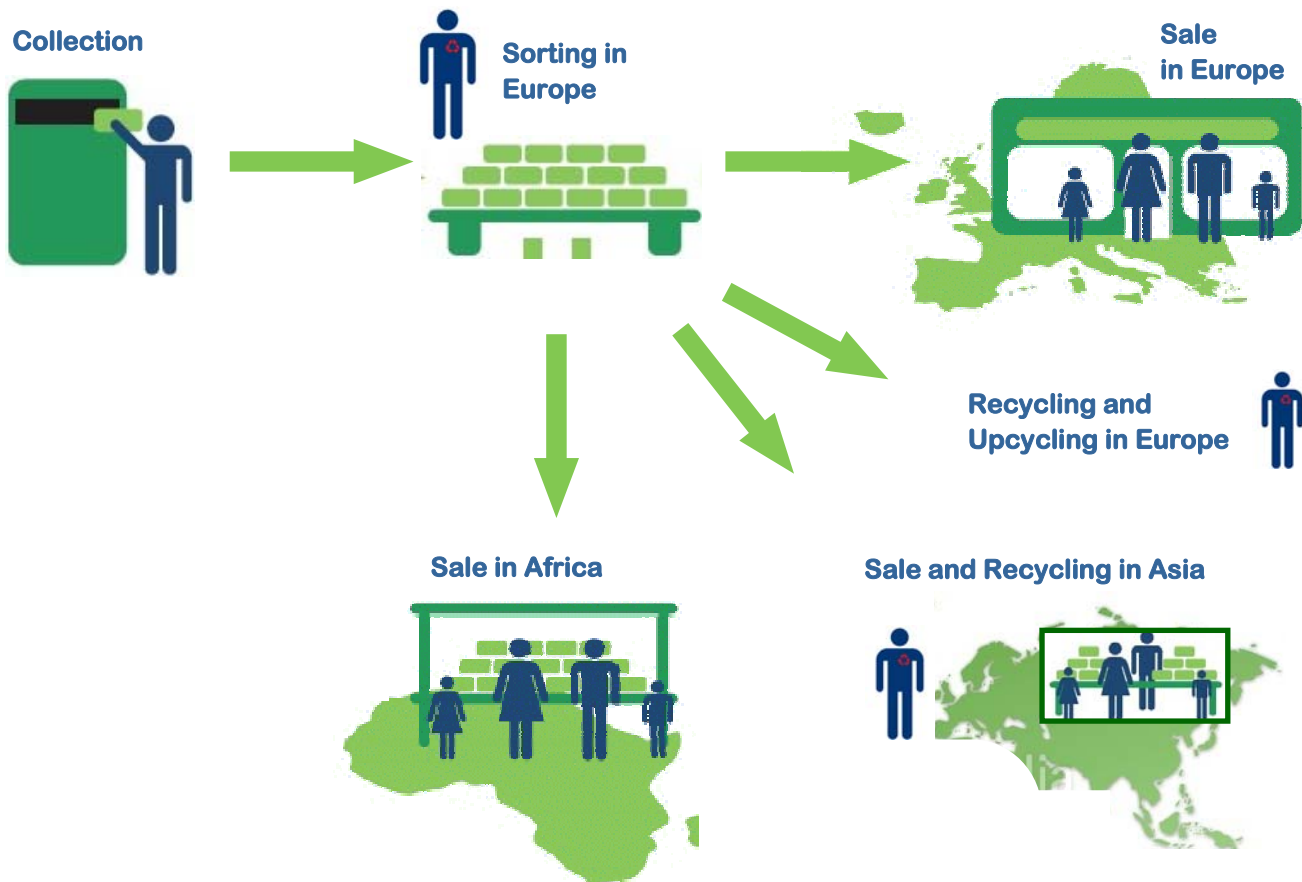 Collection
Sorting in
Europe
Sale
in Europe
Recycling and
Upcycling in Europe
Sale in Africa
Sale and Recycling in Asia